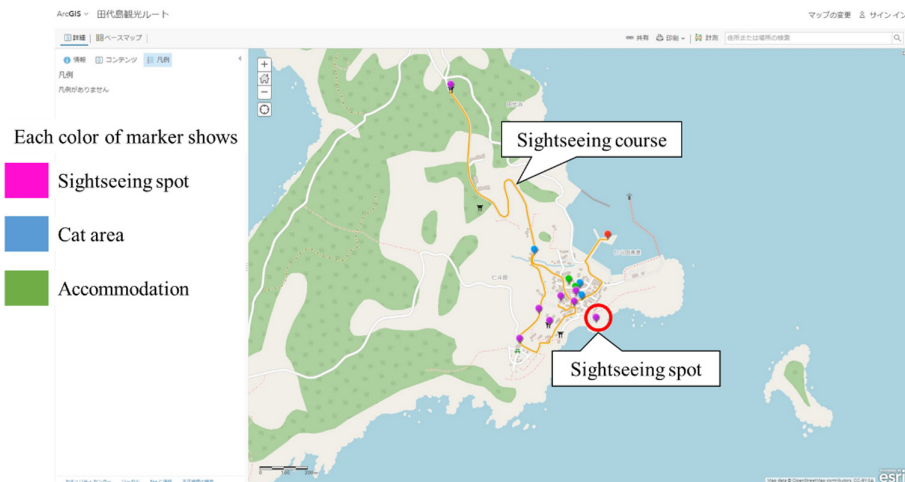 ArcGIS 田代島観光ルート
マップの変更 サイン イン
詳細 ベースマップ
共有 印刷 計測 住所または場所の検索
情報 コンテンツ 凡例
凡例
凡例がありません
Each color of marker shows
Sightseeing spot
Cat area
Accommodation
Sightseeing course
仁斗田
Sightseeing spot
esri